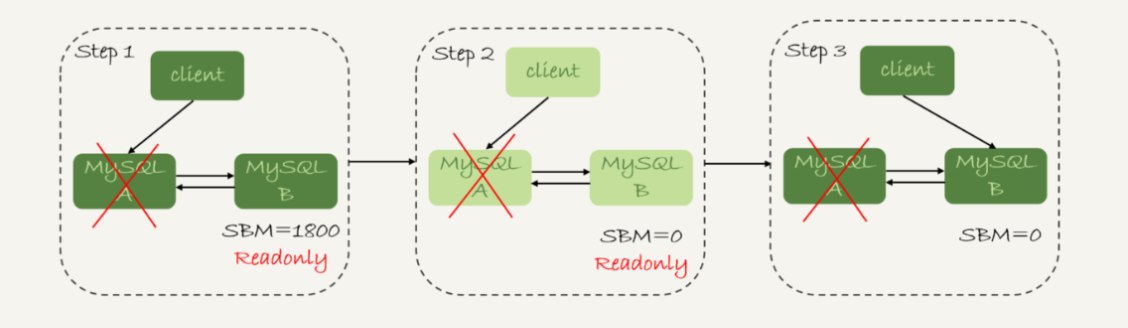 Step 1
client
MySQL
A
MySQL
B
SBM=1800
Readonly
Step 2
client
MySQL
A
MySQL
B
SBM=0
Readonly
Step 3
client
MySQL
A
MySQL
B
SBM=0